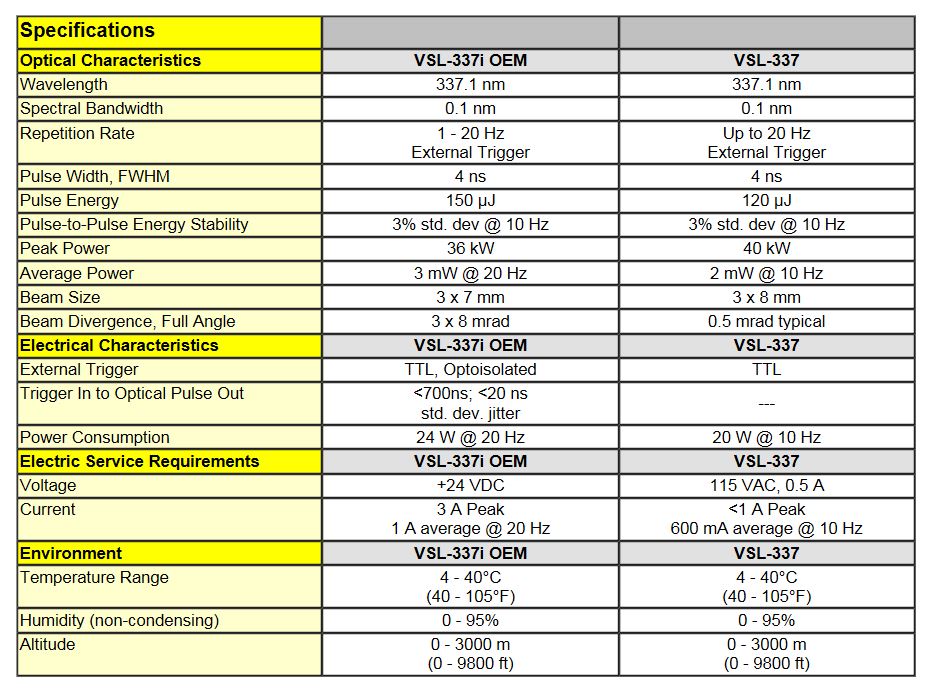 Specifications
Optical Characteristics VSL-337i OEM VSL-337
Wavelength 337.1 nm 337.1 nm
Spectral Bandwidth 0.1 nm 0.1 nm
Repetition Rate 1 - 20 Hz Up to 20 Hz
External Trigger External Trigger
Pulse Width, FWHM 4 ns 4 ns
Pulse Energy 150 µJ 120 µJ
Pulse-to-Pulse Energy Stability 3% std. dev @ 10 Hz 3% std. dev @ 10 Hz
Peak Power 36 kW 40 kW
Average Power 3 mW @ 20 Hz 2 mW @ 10 Hz
Beam Size 3 x 7 mm 3 x 8 mm
Beam Divergence, Full Angle 3 x 8 mrad 0.5 mrad typical
Electrical Characteristics VSL-337i OEM VSL-337
External Trigger TTL, Optoisolated TTL
Trigger In to Optical Pulse Out <700ns; <20 ns ---
std. dev. jitter
Power Consumption 24 W @ 20 Hz 20 W @ 10 Hz
Electric Service Requirements VSL-337i OEM VSL-337
Voltage +24 VDC 115 VAC, 0.5 A
Current 3 A Peak <1 A Peak
1 A average @ 20 Hz 600 mA average @ 10 Hz
Environment VSL-337i OEM VSL-337
Temperature Range 4 - 40°C 4 - 40°C
(40 - 105°F) (40 - 105°F)
Humidity (non-condensing) 0 - 95% 0 - 95%
Altitude 0 - 3000 m 0 - 3000 m
(0 - 9800 ft) (0 - 9800 ft)